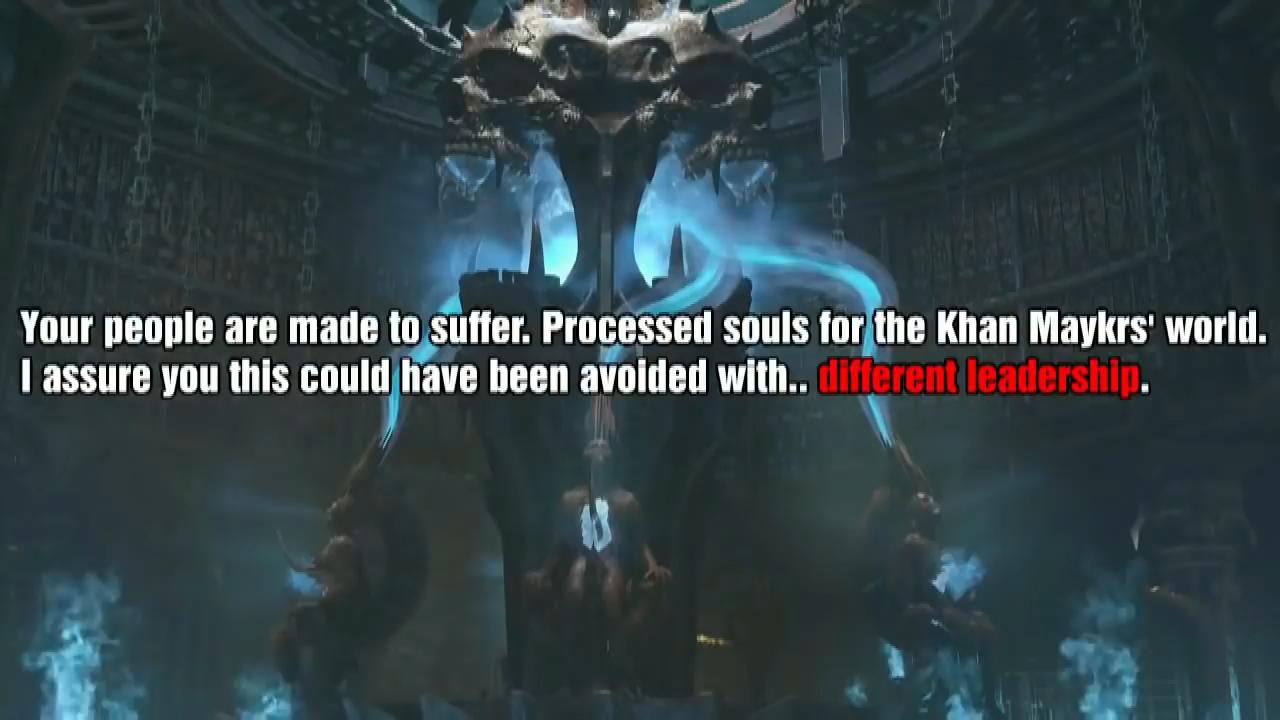 Your people are made to suffer. Processed souls for the Khan Maykrs' world.
I assure you this could have been avoided with.. different leadership.